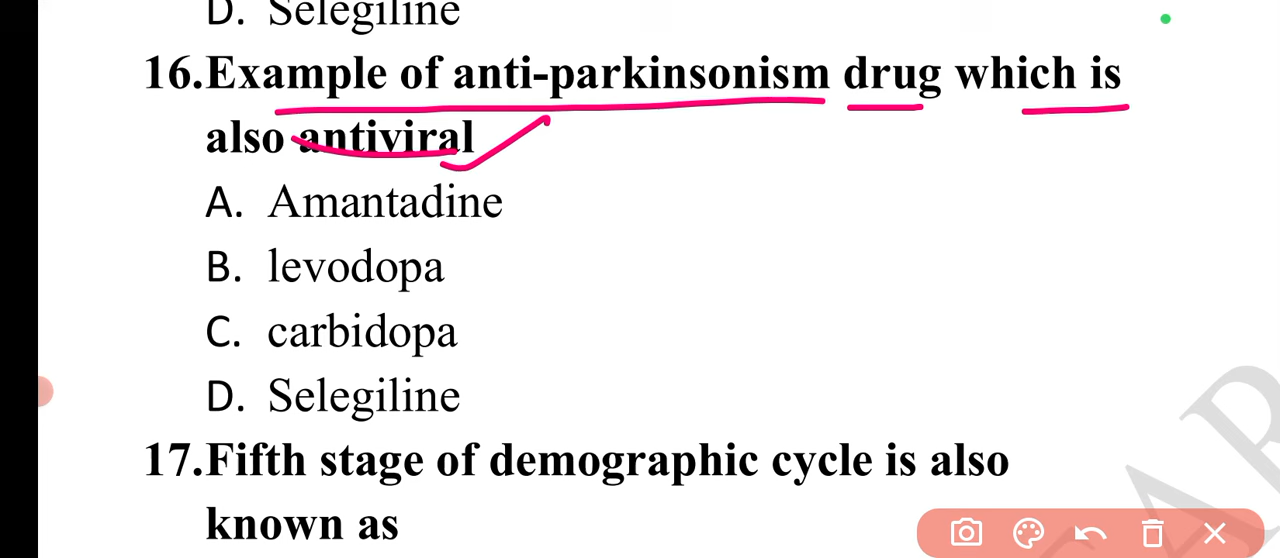 D. Selegiline
16.Example of anti-parkinsonism drug which is
also antiviral
A. Amantadine
B. levodopa
C. carbidopa
D. Selegiline
17.Fifth stage of demographic cycle is also
known as